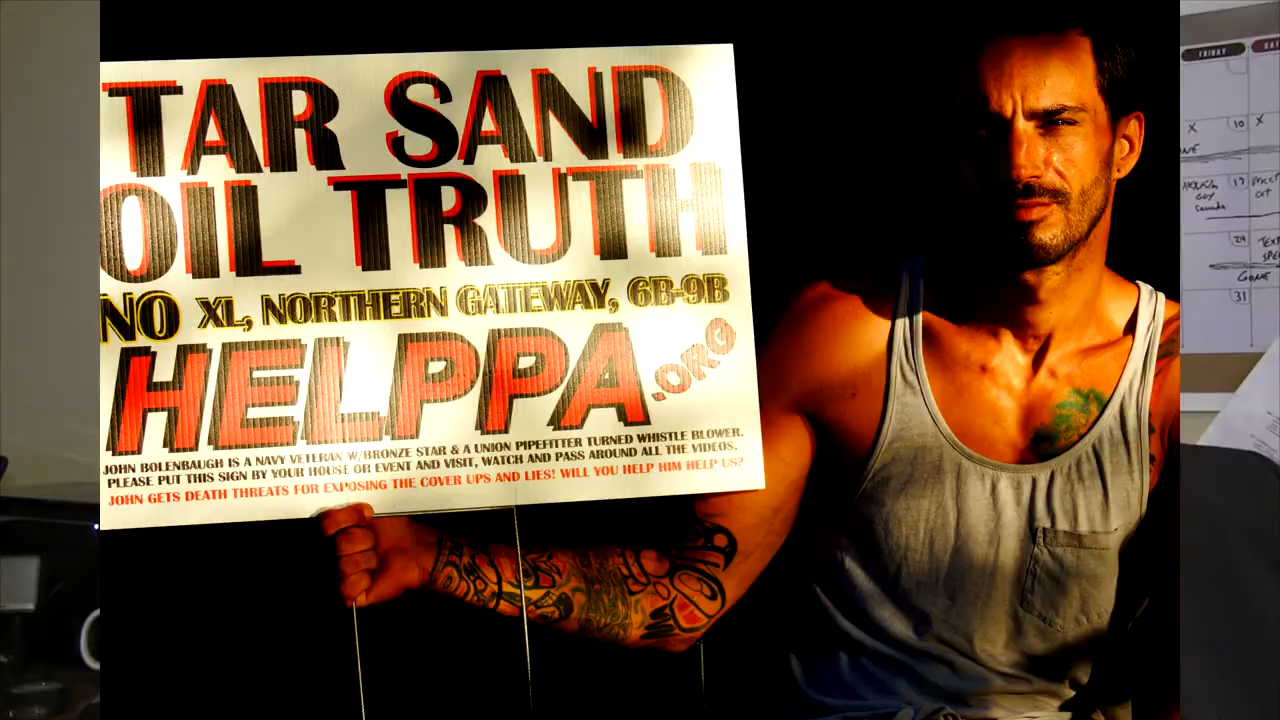 TAR SAND
OIL TRUTH
NO XL, NORTHERN GATEWAY, 6B-9B
HELPPA.ORG
JOHN BOLENBAUGH IS A NAVY VETERAN W/BRONZE STAR & A UNION PIPEFITTER TURNED WHISTLE BLOWER.
PLEASE PUT THIS SIGN BY YOUR HOUSE OR EVENT AND VISIT, WATCH AND PASS AROUND ALL THE VIDEOS.
JOHN GETS DEATH THREATS FOR EXPOSING THE COVER UPS AND LIES! WILL YOU HELP HIM HELP US?
FRIDAY
X 10 X
17
24
GONE
31